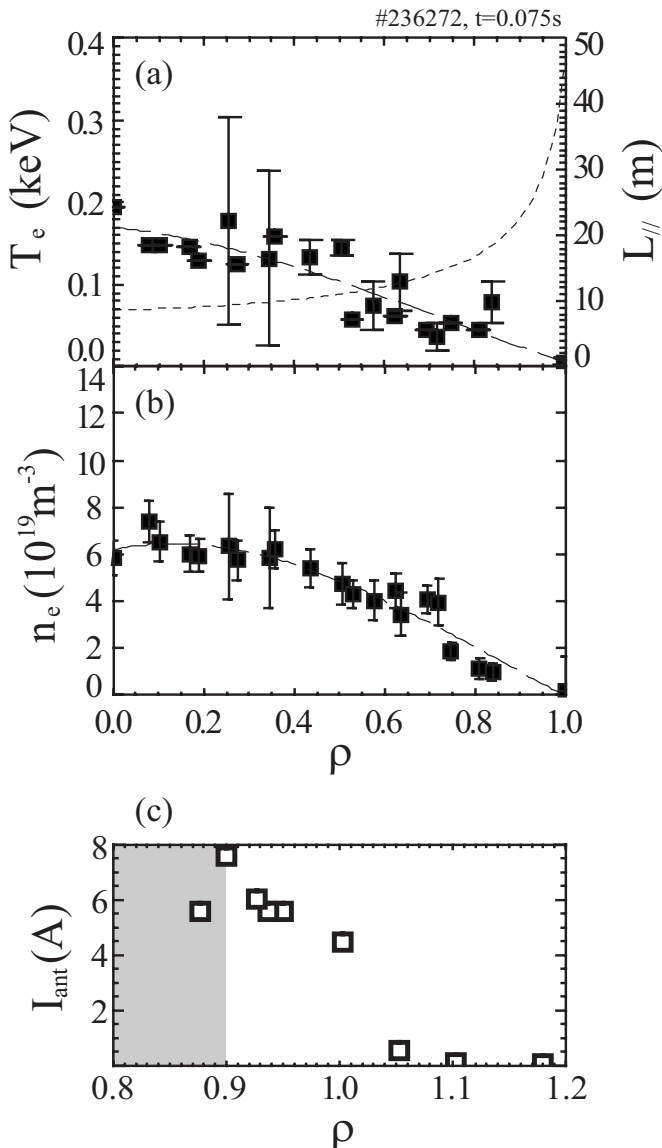 #236272, t=0.075s
(a)
T_e (keV)
0.4
0.3
0.2
0.1
0.0
L_// (m)
50
40
30
20
10
0
(b)
n_e (10^19 m^-3)
14
12
10
8
6
4
2
0
0.0 0.2 0.4 0.6 0.8 1.0
ρ
(c)
I_ant (A)
8
6
4
2
0.8 0.9 1.0 1.1 1.2
ρ